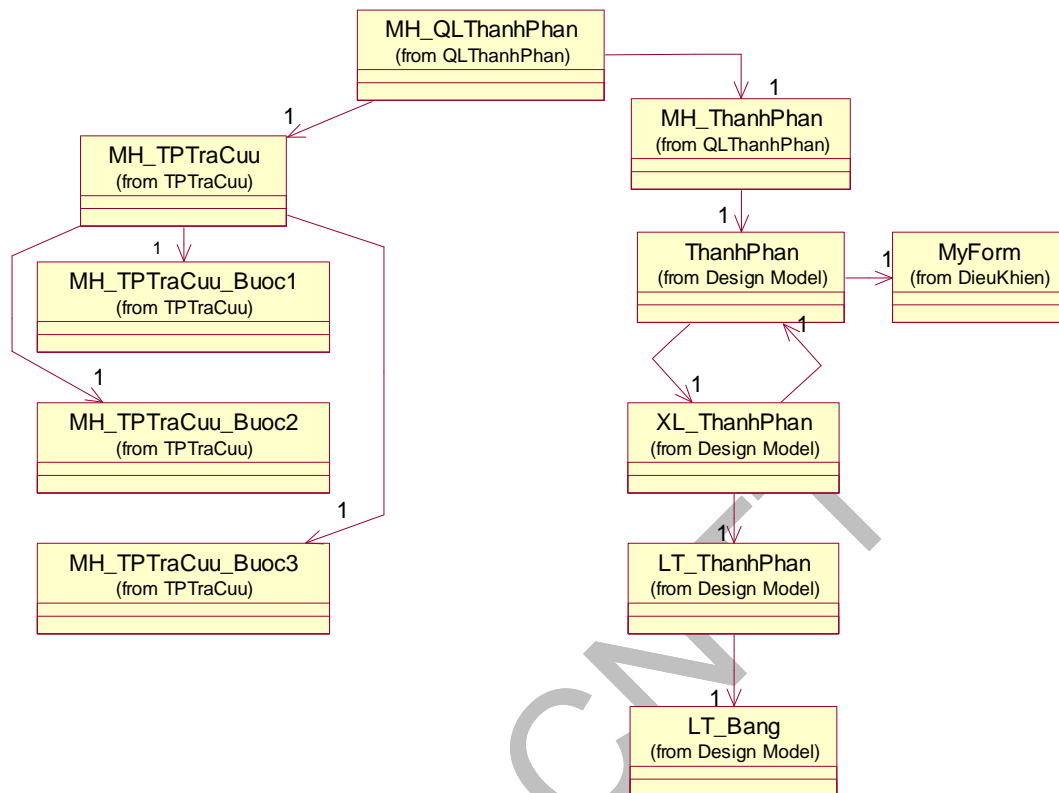 MH_QLThanhPhan
(from QLThanhPhan)
1
1
MH_TPTraCuu
(from TPTraCuu)
MH_ThanhPhan
(from QLThanhPhan)
1
1
MH_TPTraCuu_Buoc1
(from TPTraCuu)
ThanhPhan
(from Design Model)
1
MyForm
(from DieuKhien)
1
1
1
MH_TPTraCuu_Buoc2
(from TPTraCuu)
XL_ThanhPhan
(from Design Model)
1
1
MH_TPTraCuu_Buoc3
(from TPTraCuu)
LT_ThanhPhan
(from Design Model)
1
LT_Bang
(from Design Model)
CNTT